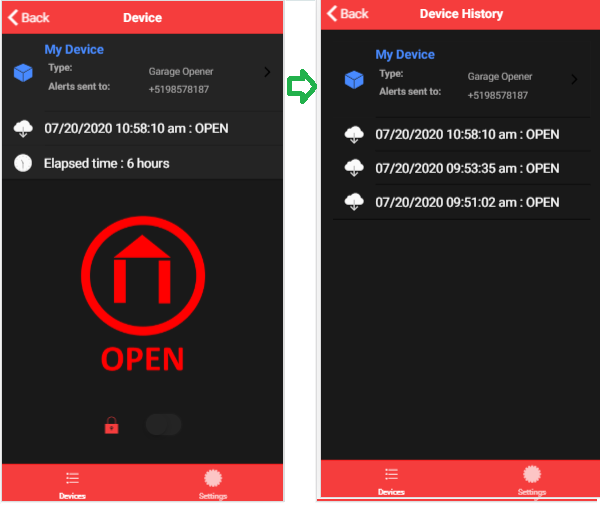 Back
Device
My Device
Type:
Garage Opener
Alerts sent to:
+5198578187
07/20/2020 10:58:10 am : OPEN
Elapsed time : 6 hours
OPEN
Devices
Settings
Back
Device History
My Device
Type:
Garage Opener
Alerts sent to:
+5198578187
07/20/2020 10:58:10 am : OPEN
07/20/2020 09:53:35 am : OPEN
07/20/2020 09:51:02 am : OPEN
Devices
Settings